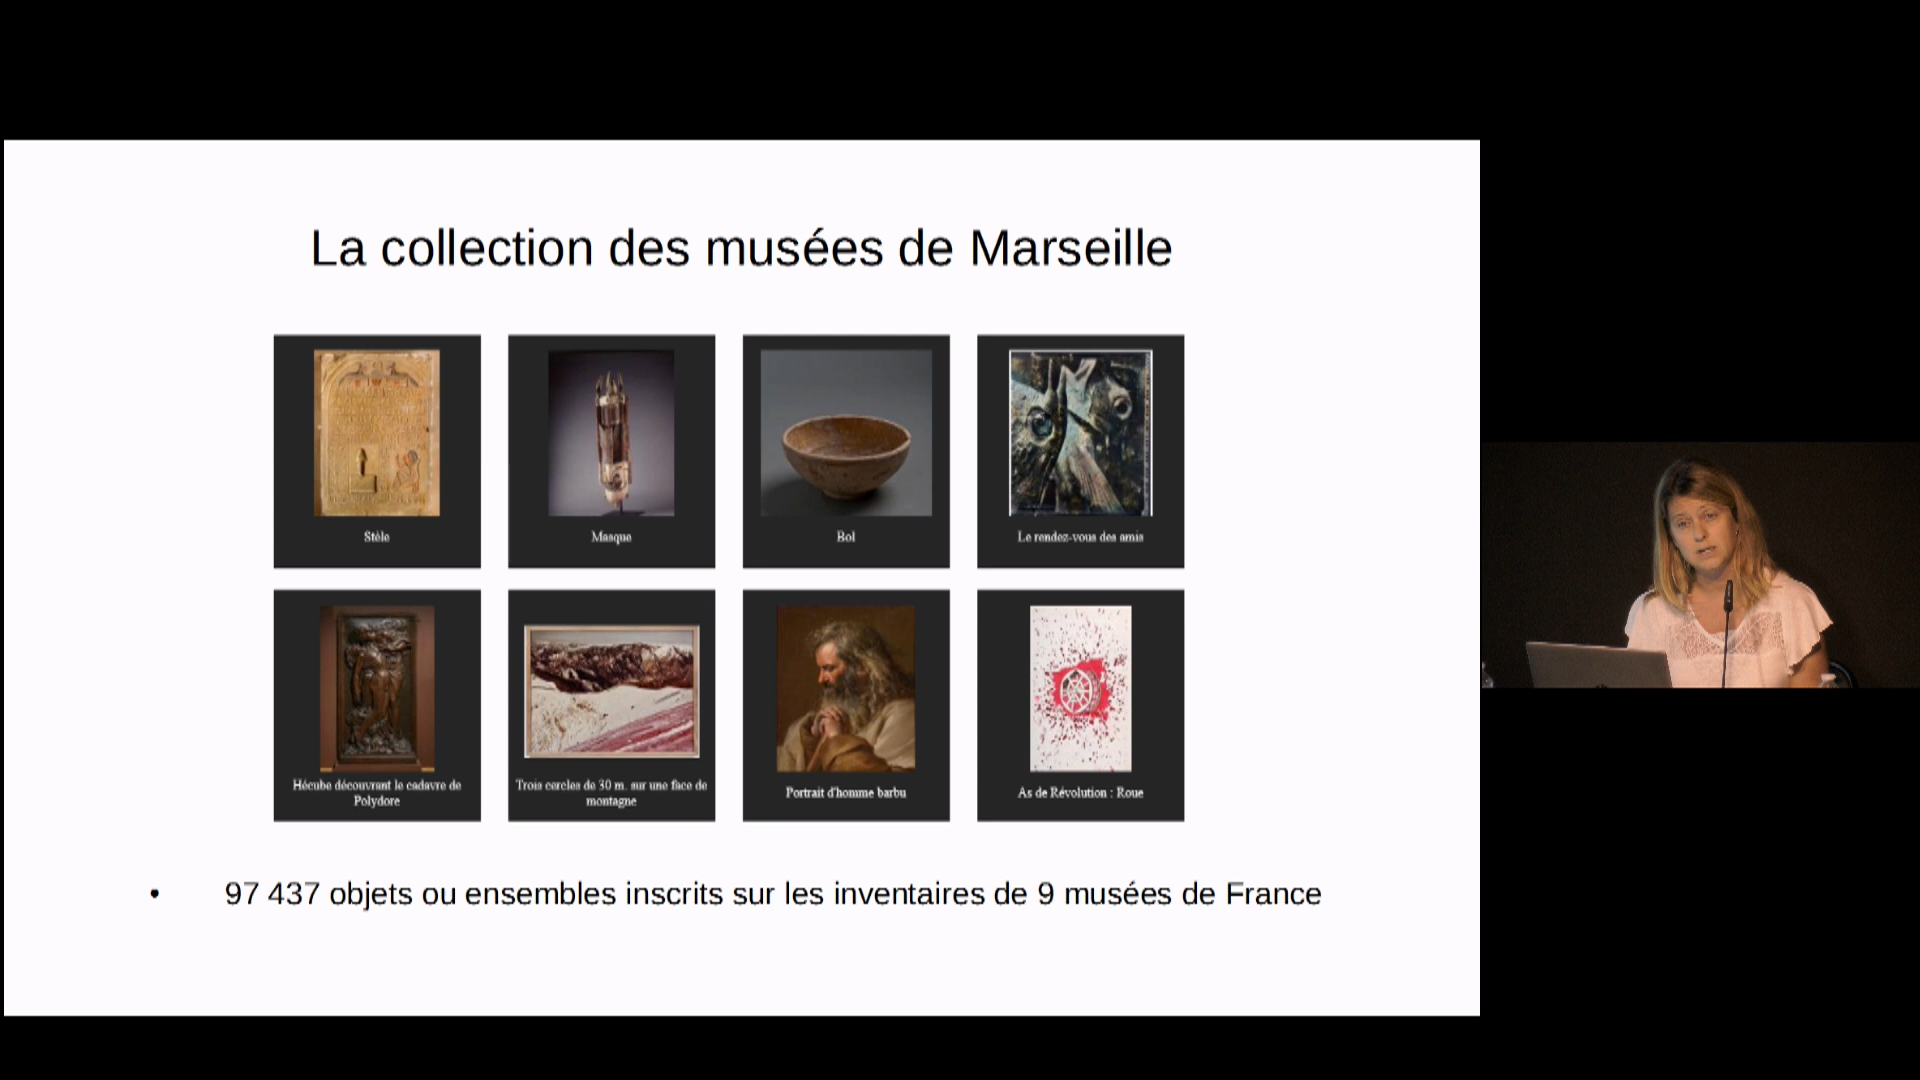 La collection des musées de Marseille
Stèle
Masque
Bol
Le rendez-vous des amis
Hécube découvrant le cadavre de
Polydore
Trois cercles de 30 m. sur une face de
montagne
Portrait d'homme barbu
As de Révolution : Roue
• 97 437 objets ou ensembles inscrits sur les inventaires de 9 musées de France